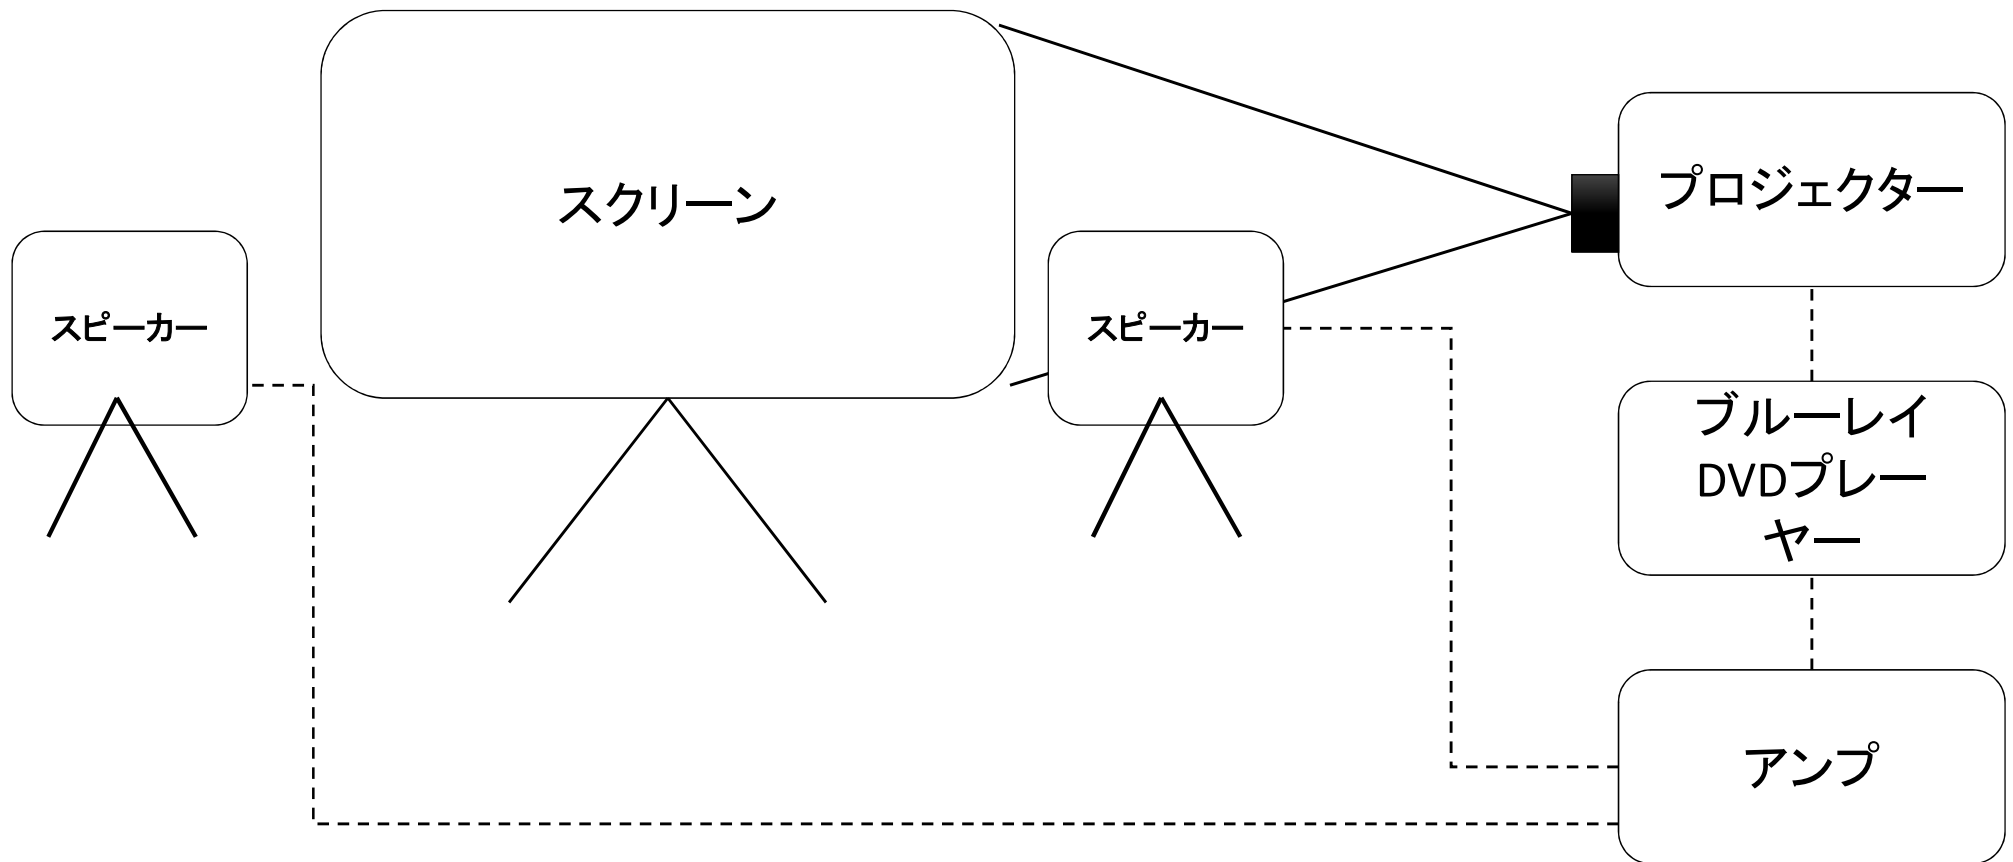 スクリーン
プロジェクター
スピーカー
スピーカー
ブルーレイ
DVDプレー
ヤー
アンプ